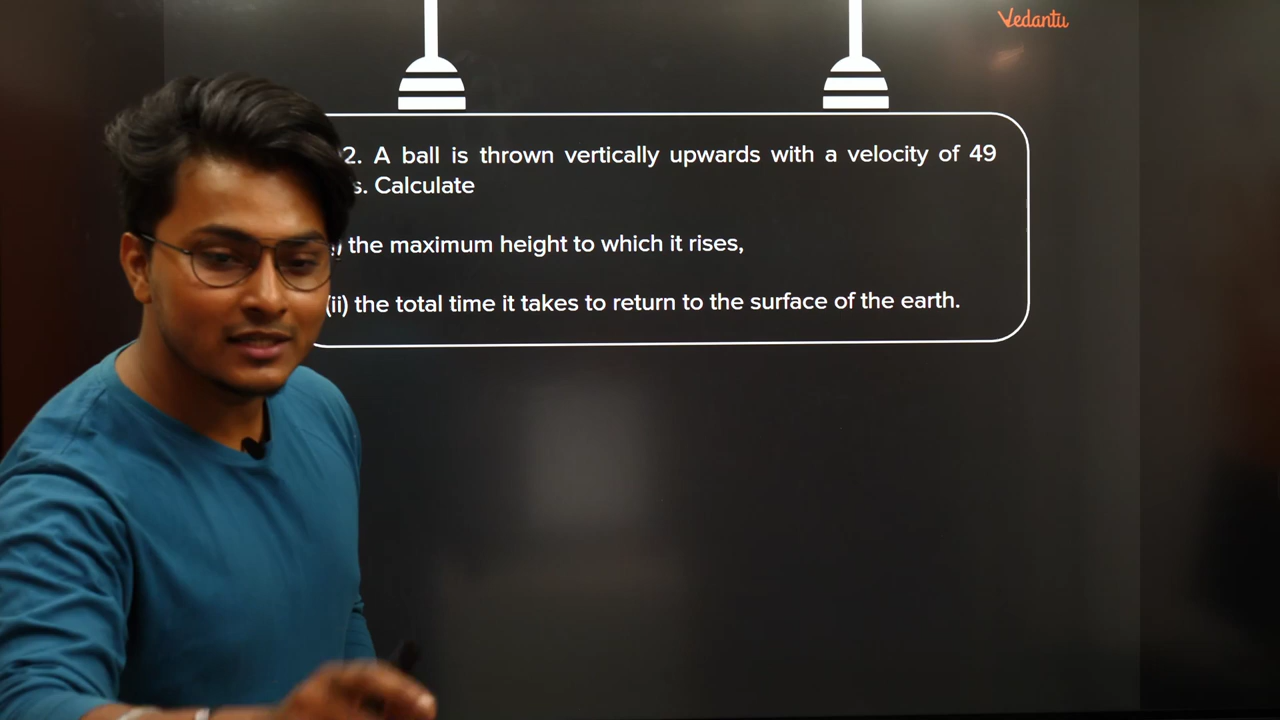 Vedantu
2. A ball is thrown vertically upwards with a velocity of 49
s. Calculate
) the maximum height to which it rises,
(ii) the total time it takes to return to the surface of the earth.